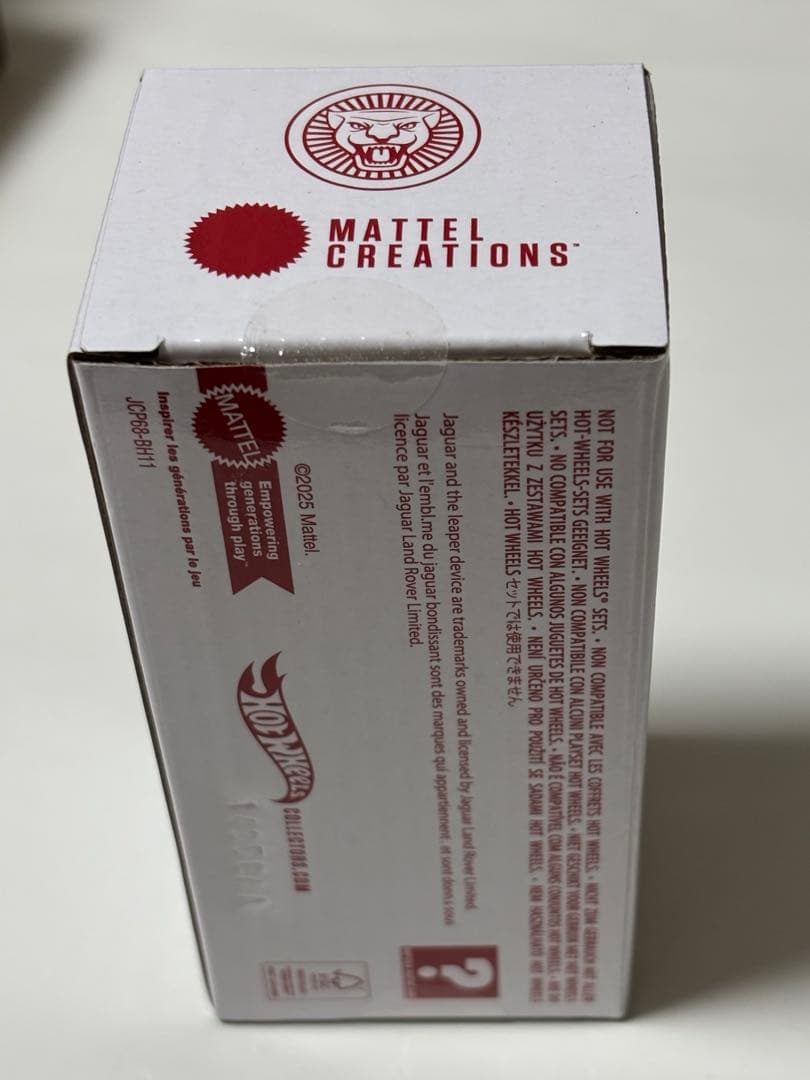 MATTEL
CREATIONS™
NOT FOR USE WITH HOT WHEELS® SETS. • NON COMPATIBLE AVEC LES COFFRETS HOT WHEELS. • NICHT ZUM GEBRAUCH MIT ALLEN
HOT-WHEELS-SETS GEEIGNET. • NON COMPATIBILE CON ALCUNI PLAYSET HOT WHEELS. • NIET GESCHIKT VOOR GEBRUIK MET HOT WHEELS
SETS. • NO COMPATIBLE CON ALGUNOS JUGUETES DE HOT WHEELS. • NÃO É COMPATÍVEL COM ALGUNS CONJUNTOS HOT WHEELS. •
UŻYTKU Z ZESTAWAMI HOT WHEELS. • NENÍ URČENO PRO POUŽITÍ SE SADAMI HOT WHEELS. • NEM HASZNÁLHATÓ HOT WHEELS
KÉSZLETEKKEL. • HOT WHEELS セットでは使用できません
Jaguar and the leaper device are trademarks owned and licensed by Jaguar Land Rover Limited.
Jaguar et l'embl.me du jaguar bondissant sont des marques qui appartiennent . et sont donn.s sous
licence par Jaguar Land Rover Limited.
?
©2025 Mattel.
MATTEL
Empowering
generations
through play™
HOT WHEELS
COLLECTORS.COM
Inspirer les générations par le jeu
JCP68-BH11